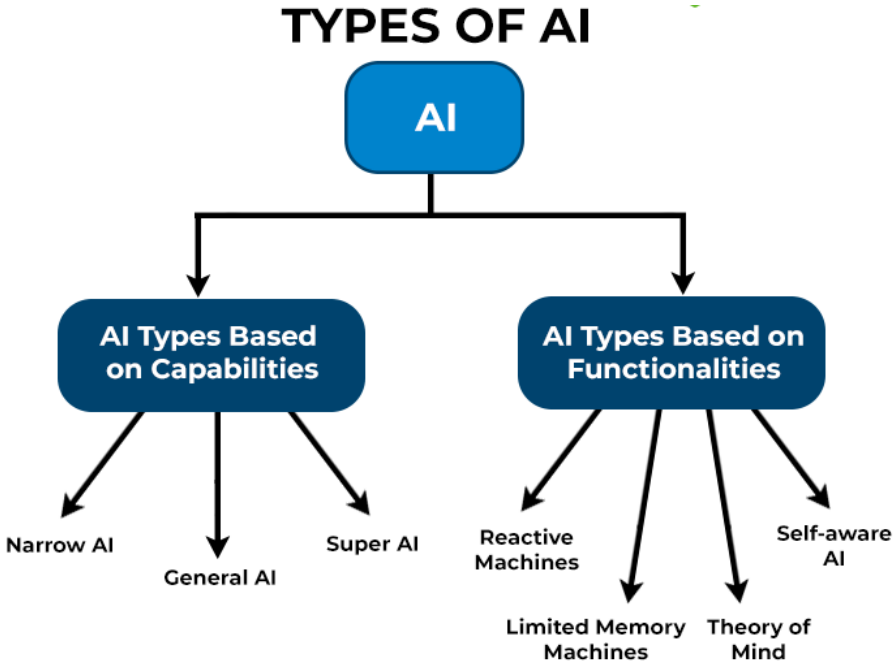 TYPES OF AI
AI
AI Types Based
on Capabilities
AI Types Based on
Functionalities
Narrow AI
General AI
Super AI
Reactive
Machines
Limited Memory
Machines
Theory of
Mind
Self-aware
AI